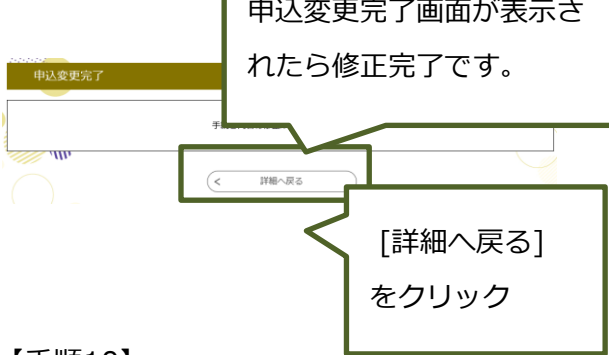 申込変更完了画面が表示さ
れたら修正完了です。
申込変更完了
< 詳細へ戻る
[詳細へ戻る]
をクリック